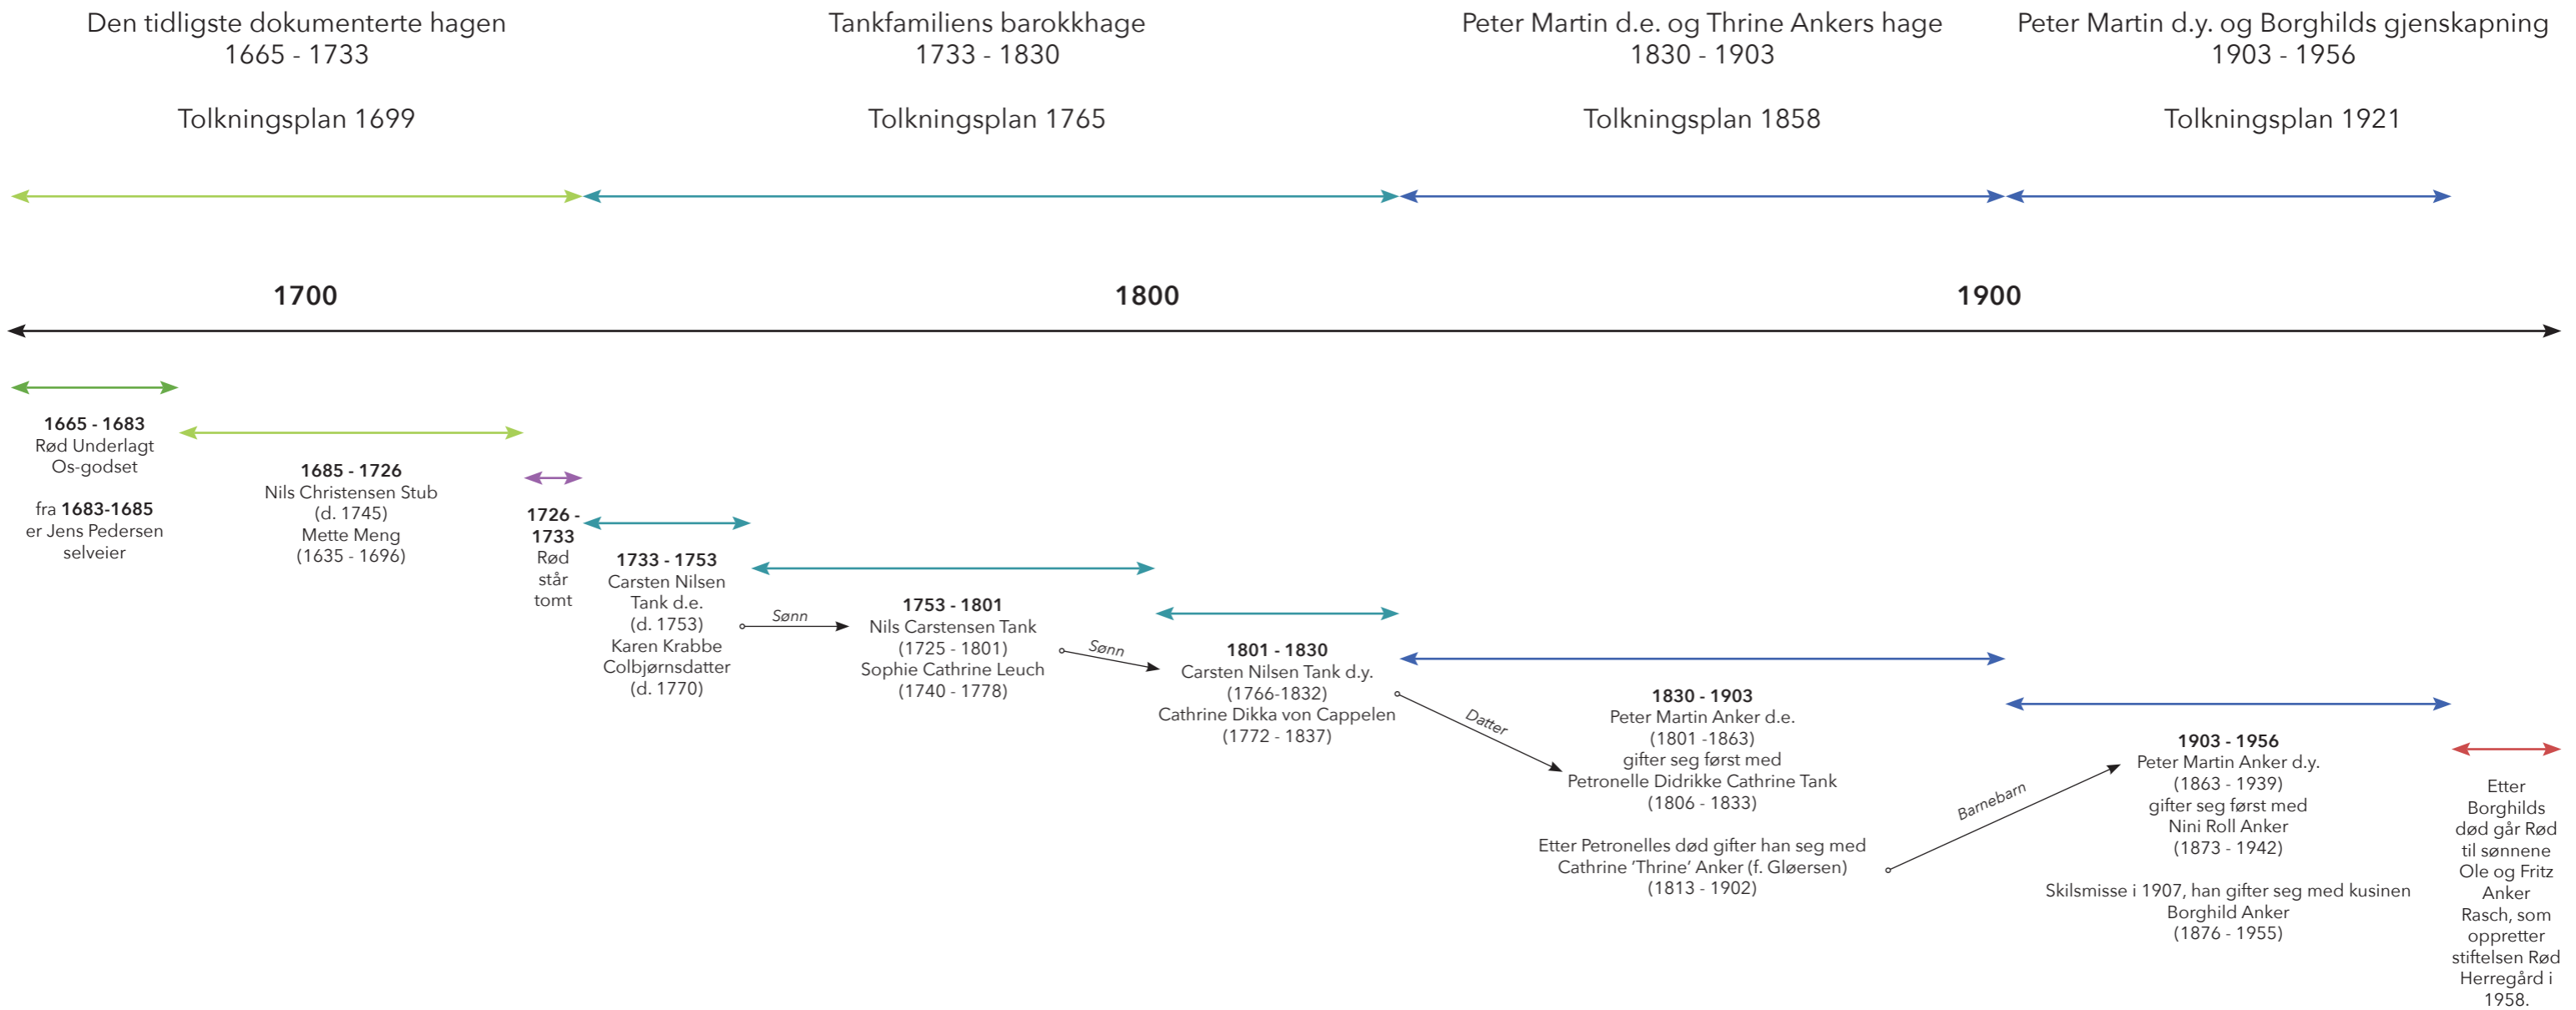 Den tidligste dokumenterte hagen
1665 - 1733
Tolkningsplan 1699
Tankfamiliens barokkhage
1733 - 1830
Tolkningsplan 1765
Peter Martin d.e. og Thrine Ankers hage
1830 - 1903
Tolkningsplan 1858
Peter Martin d.y. og Borghilds gjenskapning
1903 - 1956
Tolkningsplan 1921
1700
1800
1900
1665 - 1683
Rød Underlagt
Os-godset
fra 1683-1685
er Jens Pedersen
selveier
1685 - 1726
Nils Christensen Stub
(d. 1745)
Mette Meng
(1635 - 1696)
1726 -
1733
Rød
står
tomt
1733 - 1753
Carsten Nilsen
Tank d.e.
(d. 1753)
Karen Krabbe
Colbjørnsdatter
(d. 1770)
Sønn
1753 - 1801
Nils Carstensen Tank
(1725 - 1801)
Sophie Cathrine Leuch
(1740 - 1778)
Sønn
1801 - 1830
Carsten Nilsen Tank d.y.
(1766-1832)
Cathrine Dikka von Cappelen
(1772 - 1837)
Datter
1830 - 1903
Peter Martin Anker d.e.
(1801 -1863)
gifter seg først med
Petronelle Didrikke Cathrine Tank
(1806 - 1833)
Etter Petronelles død gifter han seg med
Cathrine ’Thrine’ Anker (f. Gløersen)
(1813 - 1902)
Barnebarn
1903 - 1956
Peter Martin Anker d.y.
(1863 - 1939)
gifter seg først med
Nini Roll Anker
(1873 - 1942)
Skilsmisse i 1907, han gifter seg med kusinen
Borghild Anker
(1876 - 1955)
Etter
Borghilds
død går Rød
til sønnene
Ole og Fritz
Anker
Rasch, som
oppretter
stiftelsen Rød
Herregård i
1958.